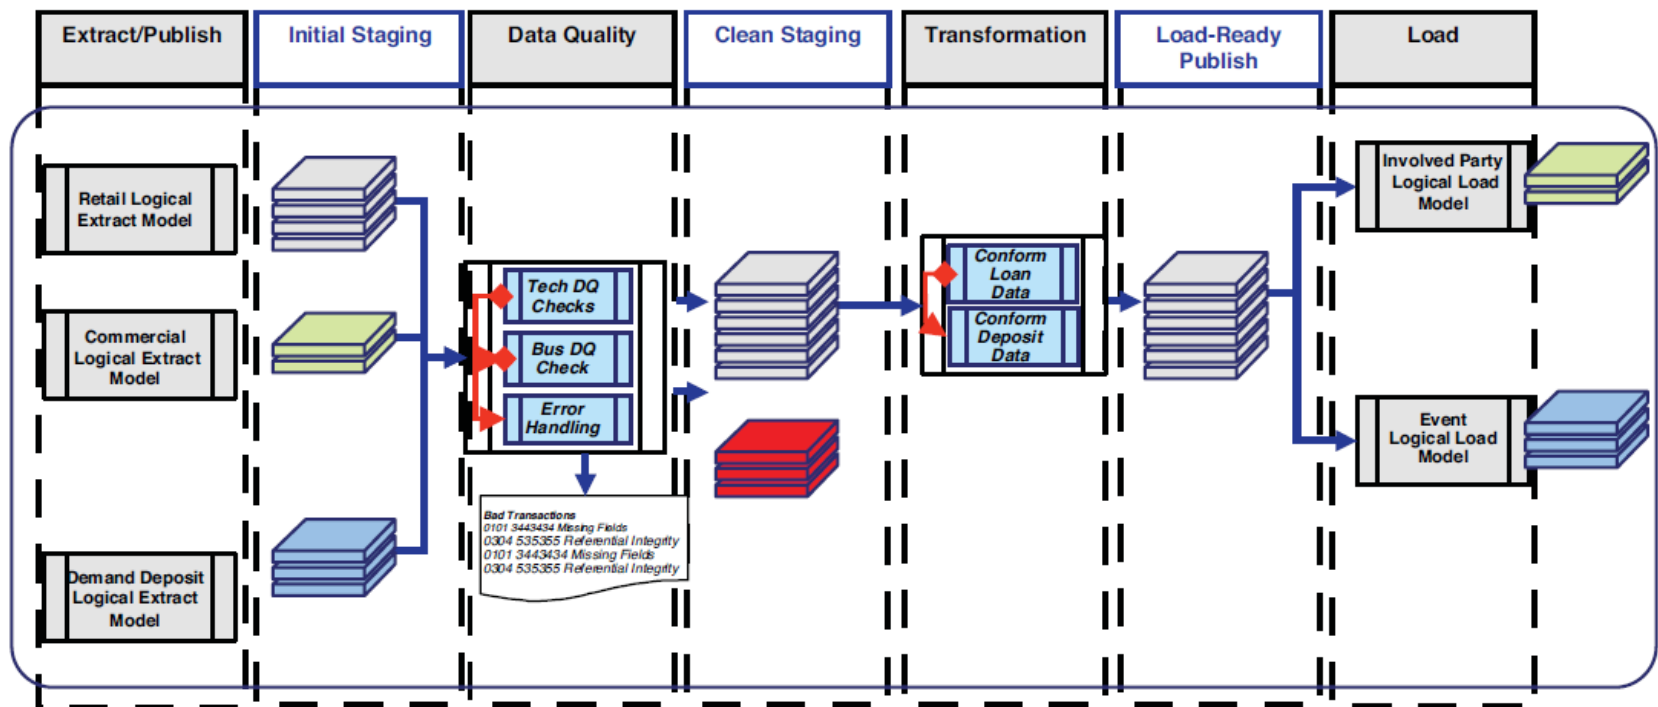 Extract/Publish
Initial Staging
Data Quality
Clean Staging
Transformation
Load-Ready
Publish
Load
Retail Logical
Extract Model
Commercial
Logical Extract
Model
Demand Deposit
Logical Extract
Model
Tech DQ
Checks
Bus DQ
Check
Error
Handling
Bad Transactions
0101 3443434 Missing Fields
0304 535355 Referential Integrity
0101 3443434 Missing Fields
0304 535355 Referential Integrity
Conform
Loan
Data
Conform
Deposit
Data
Involved Party
Logical Load
Model
Event
Logical Load
Model